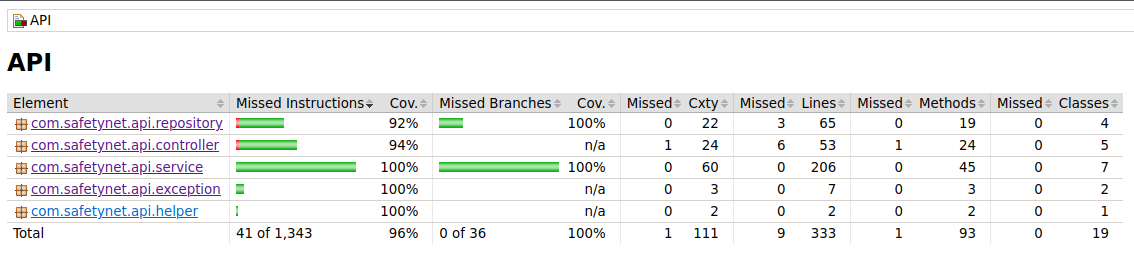 API
API
Element Missed Instructions Cov. Missed Branches Cov. Missed Cxty Missed Lines Missed Methods Missed Classes
com.safetynet.api.repository 92% 100% 0 22 3 65 0 19 0 4
com.safetynet.api.controller 94% n/a 1 24 6 53 1 24 0 5
com.safetynet.api.service 100% 100% 0 60 0 206 0 45 0 7
com.safetynet.api.exception 100% n/a 0 3 0 7 0 3 0 2
com.safetynet.api.helper 100% n/a 0 2 0 2 0 2 0 1
Total 41 of 1,343 96% 0 of 36 100% 1 111 9 333 1 93 0 19